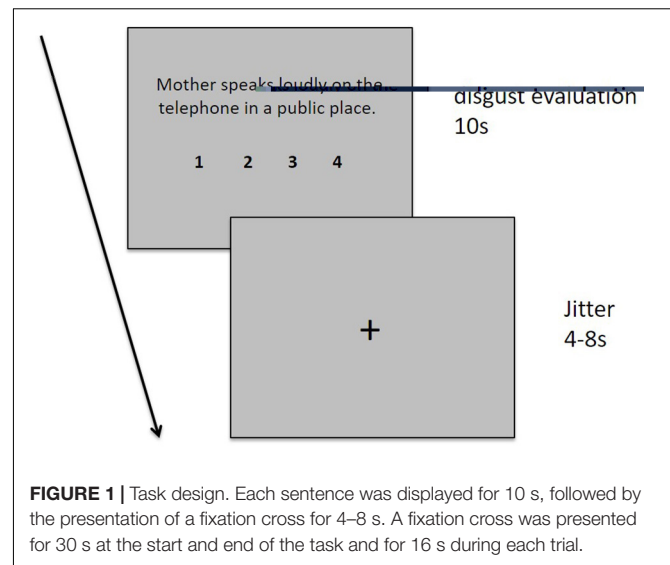 Mother speaks loudly on the
telephone in a public place.
1 2 3 4
disgust evaluation
10s
+
Jitter
4-8s
FIGURE 1 | Task design. Each sentence was displayed for 10 s, followed by
the presentation of a fixation cross for 4–8 s. A fixation cross was presented
for 30 s at the start and end of the task and for 16 s during each trial.